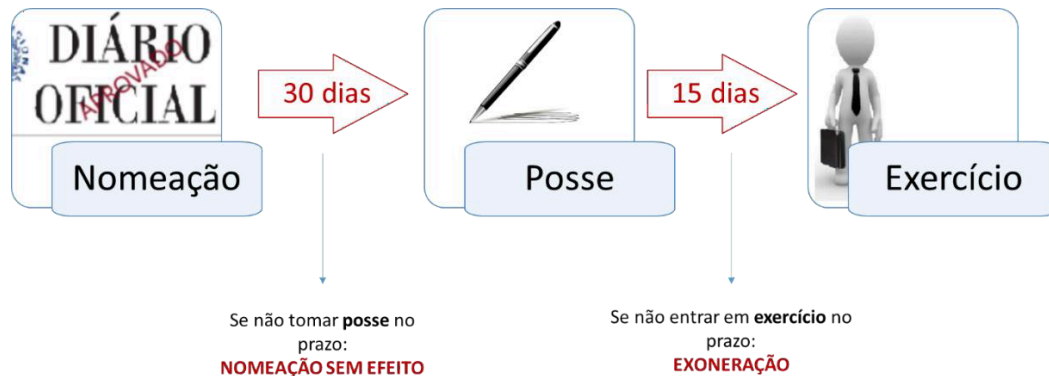 DIÁRIO
OFICIAL
APROVADO
30 dias
15 dias
Nomeação
Posse
Exercício
Se não tomar posse no
prazo:
NOMEAÇÃO SEM EFEITO
Se não entrar em exercício no
prazo:
EXONERAÇÃO